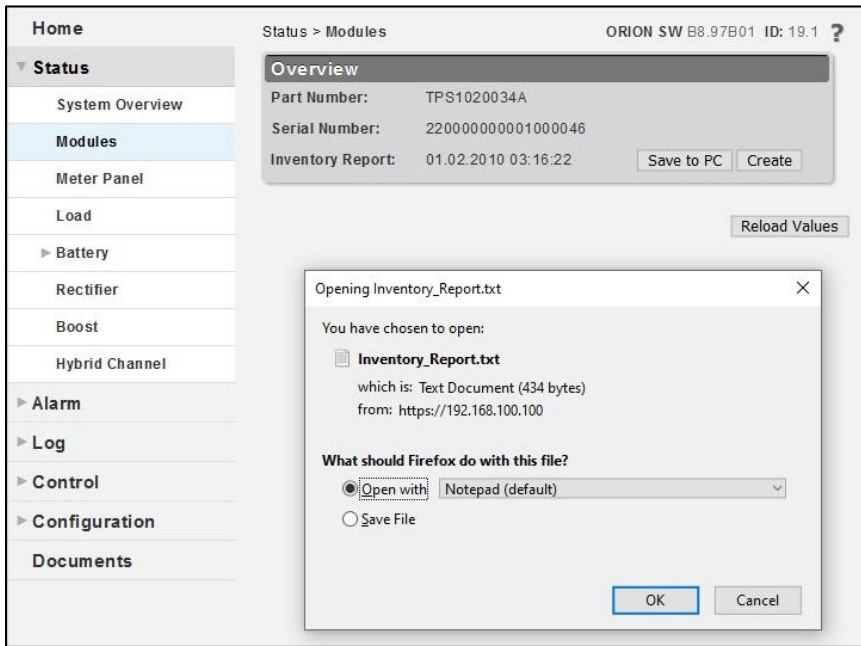 Home
Status
System Overview
Modules
Meter Panel
Load
Battery
Rectifier
Boost
Hybrid Channel
Alarm
Log
Control
Configuration
Documents
Status > Modules
ORION SW B8.97B01 ID: 19.1 ?
Overview
Part Number: TPS1020034A
Serial Number: 220000000001000046
Inventory Report: 01.02.2010 03:16:22 Save to PC Create
Reload Values
Opening Inventory_Report.txt
You have chosen to open:
Inventory_Report.txt
which is: Text Document (434 bytes)
from: https://192.168.100.100
What should Firefox do with this file?
Open with Notepad (default)
Save File
OK Cancel